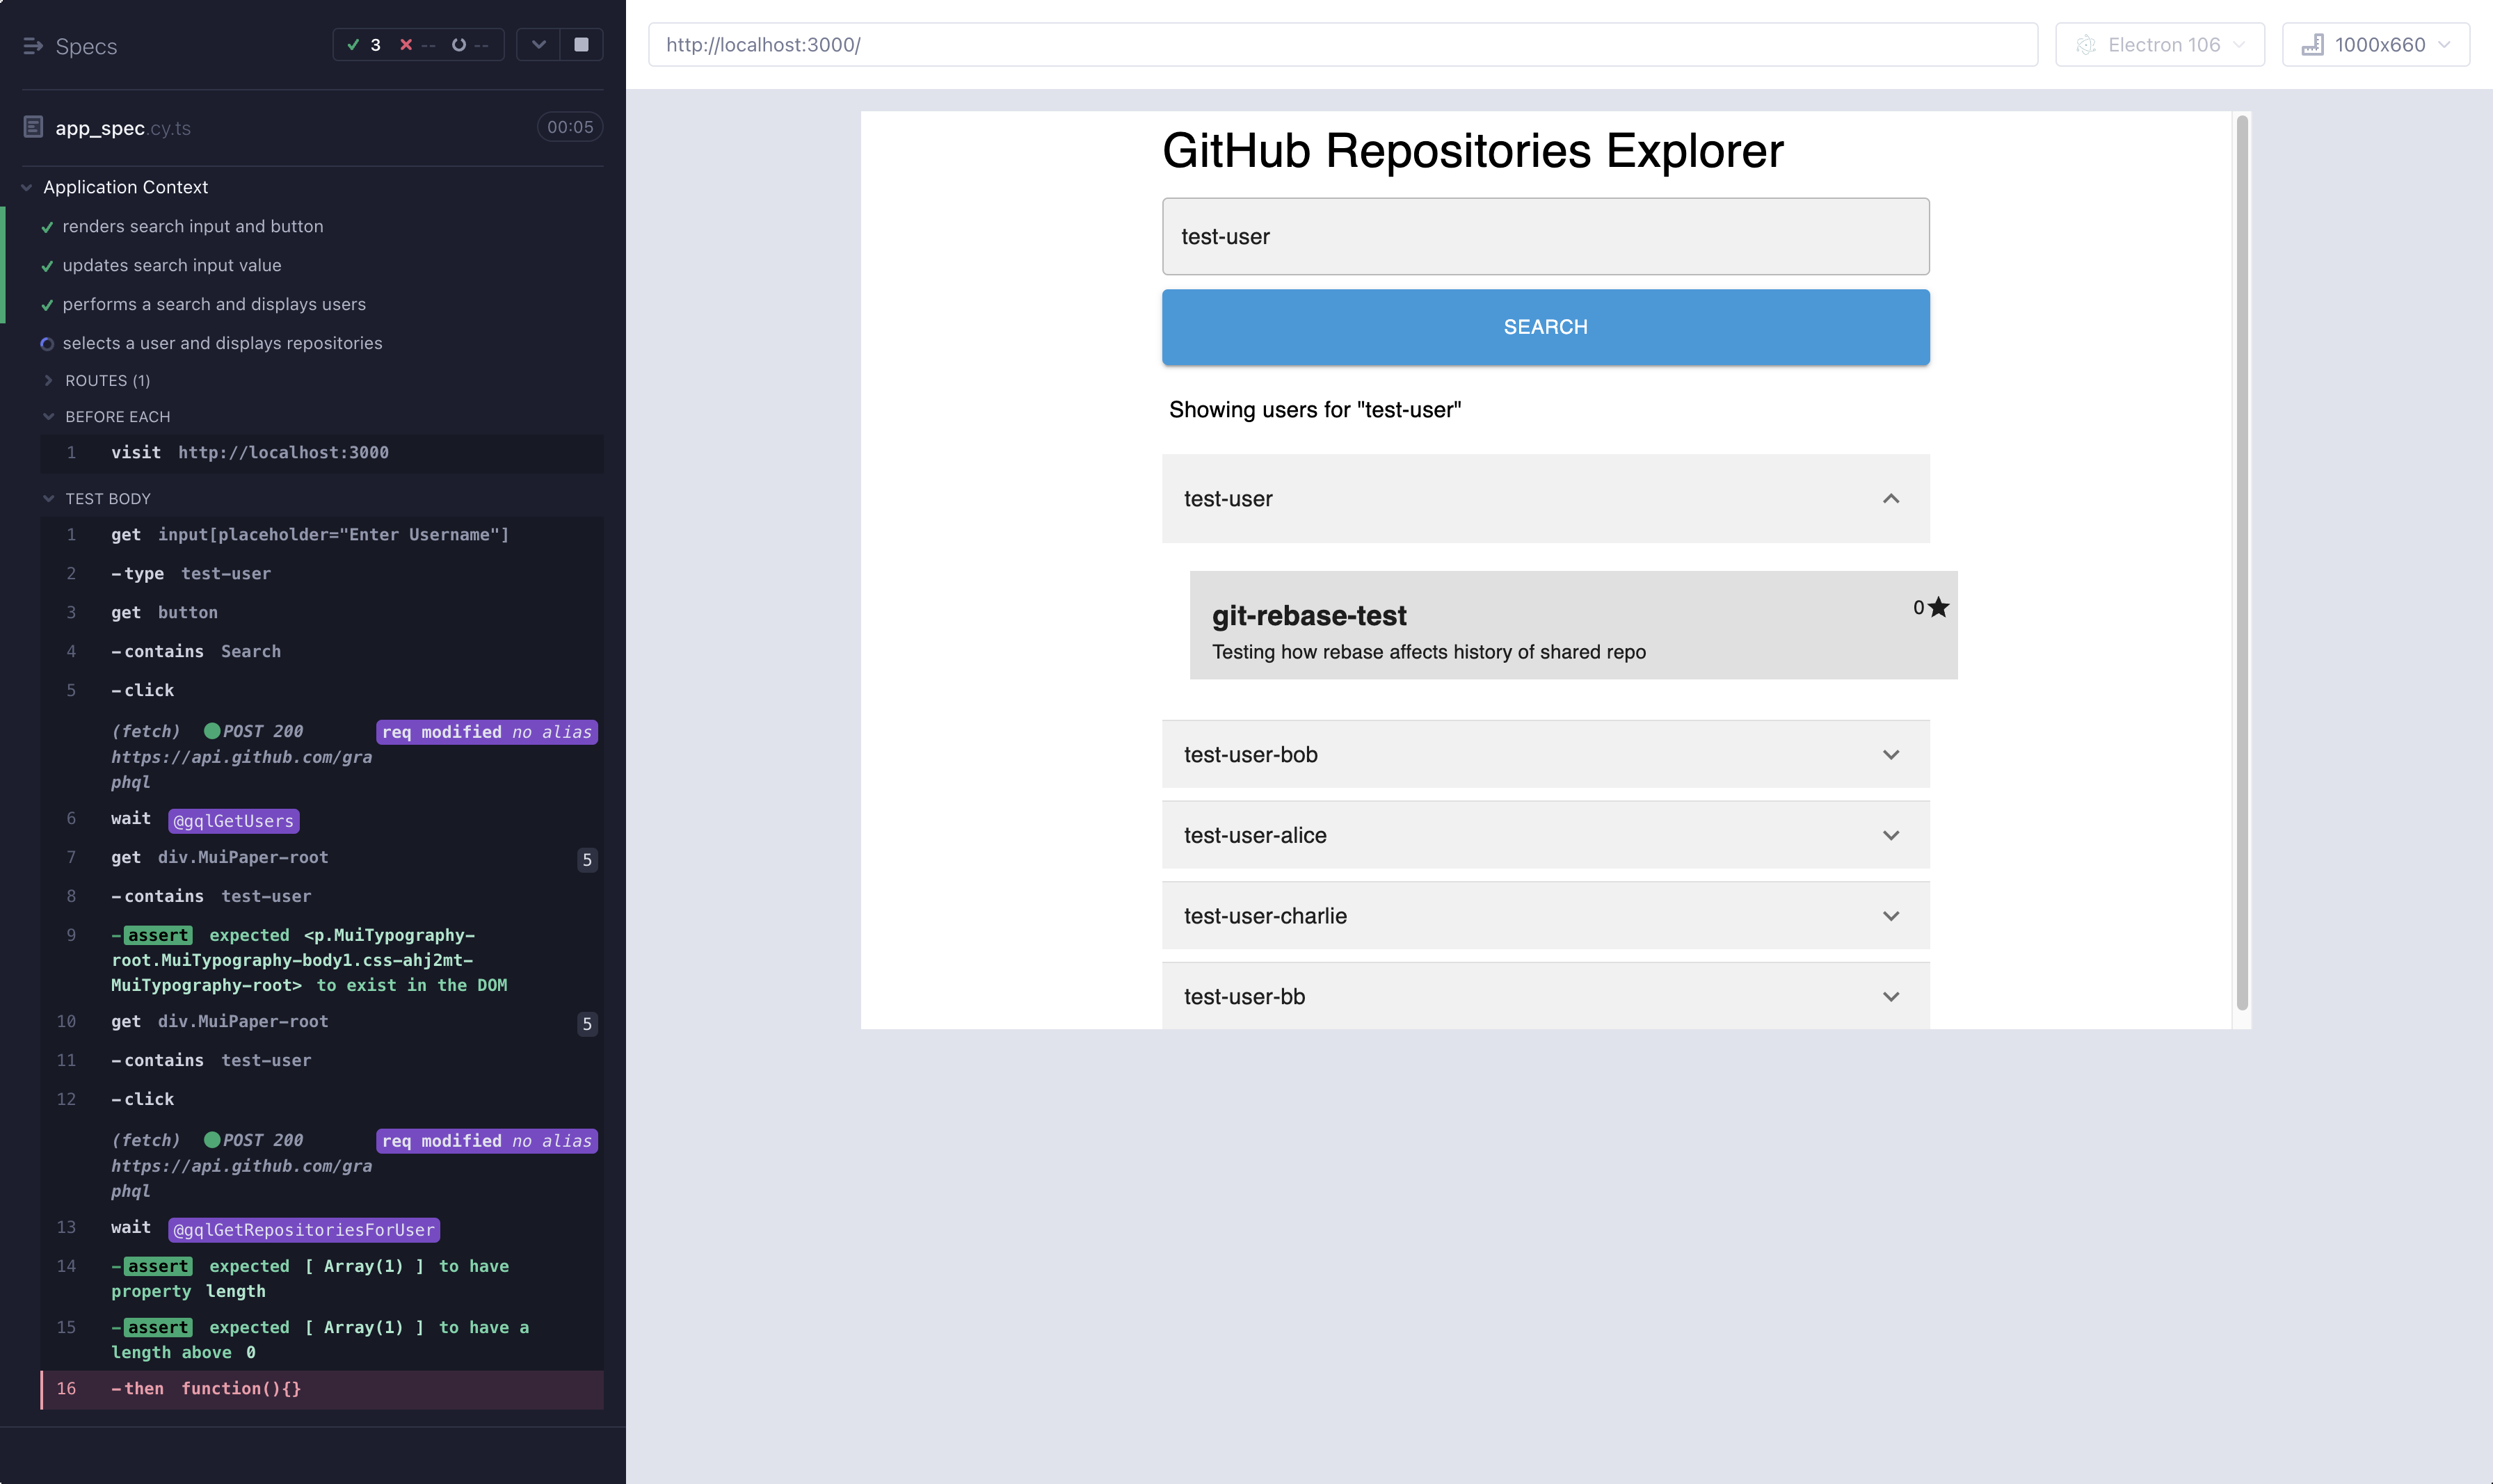 Specs
3 -- --
app_spec.cy.ts 00:05
Application Context
renders search input and button
updates search input value
performs a search and displays users
selects a user and displays repositories
ROUTES (1)
BEFORE EACH
1 visit http://localhost:3000
TEST BODY
1 get input[placeholder="Enter Username"]
2 -type test-user
3 get button
4 -contains Search
5 -click
(fetch) POST 200 req modified no alias
https://api.github.com/gra
phql
6 wait @gqlGetUsers
7 get div.MuiPaper-root 5
8 -contains test-user
9 -assert expected <p.MuiTypography-
root.MuiTypography-body1.css-ahj2mt-
MuiTypography-root> to exist in the DOM
10 get div.MuiPaper-root 5
11 -contains test-user
12 -click
(fetch) POST 200 req modified no alias
https://api.github.com/gra
phql
13 wait @gqlGetRepositoriesForUser
14 -assert expected [ Array(1) ] to have
property length
15 -assert expected [ Array(1) ] to have a
length above 0
16 -then function(){}
http://localhost:3000/
Electron 106
1000x660
GitHub Repositories Explorer
test-user
SEARCH
Showing users for "test-user"
test-user
git-rebase-test 0
Testing how rebase affects history of shared repo
test-user-bob
test-user-alice
test-user-charlie
test-user-bb